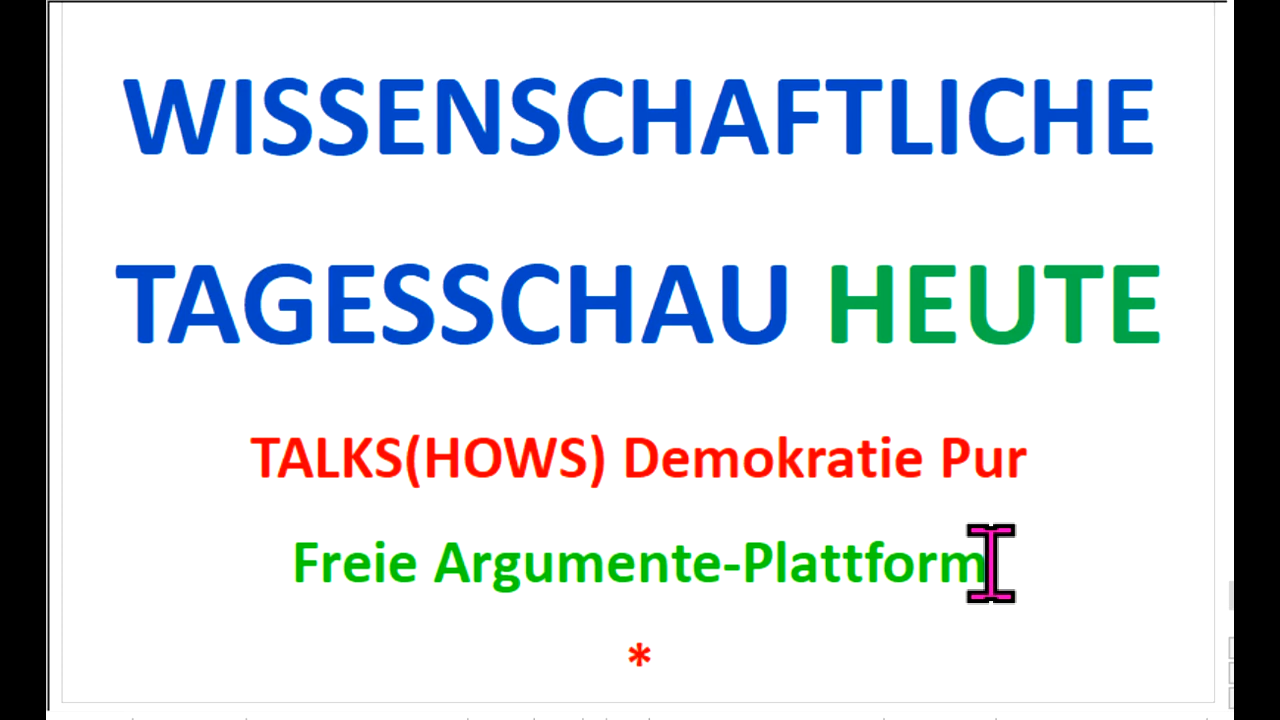 WISSENSCHAFTLICHE
TAGESSCHAU HEUTE
TALKS(HOWS) Demokratie Pur
Freie Argumente-Plattform
*